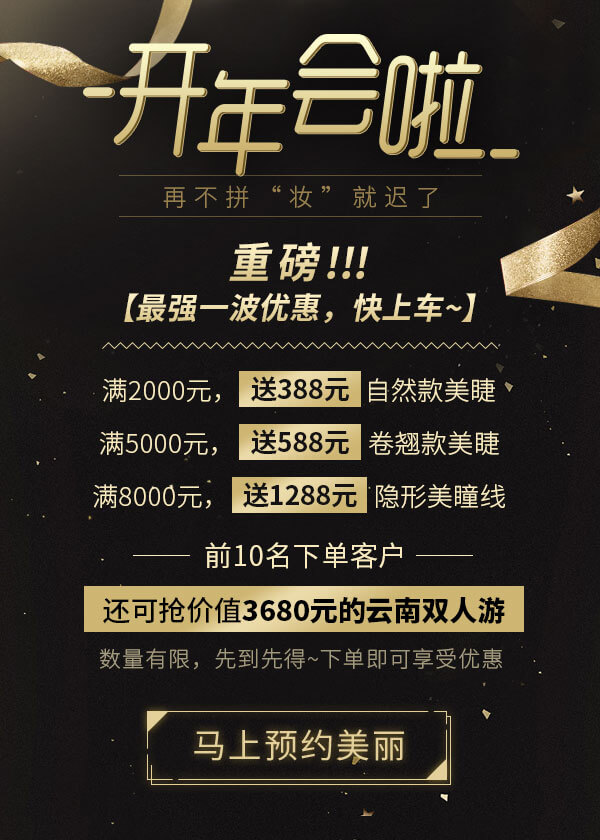 开年会啦
再不拼“妆”就迟了
重磅!!!
【最强一波优惠，快上车~】
满2000元，送388元 自然款美睫
满5000元，送588元 卷翘款美睫
满8000元，送1288元 隐形美瞳线
前10名下单客户
还可抢价值3680元的云南双人游
数量有限，先到先得~下单即可享受优惠
马上预约美丽